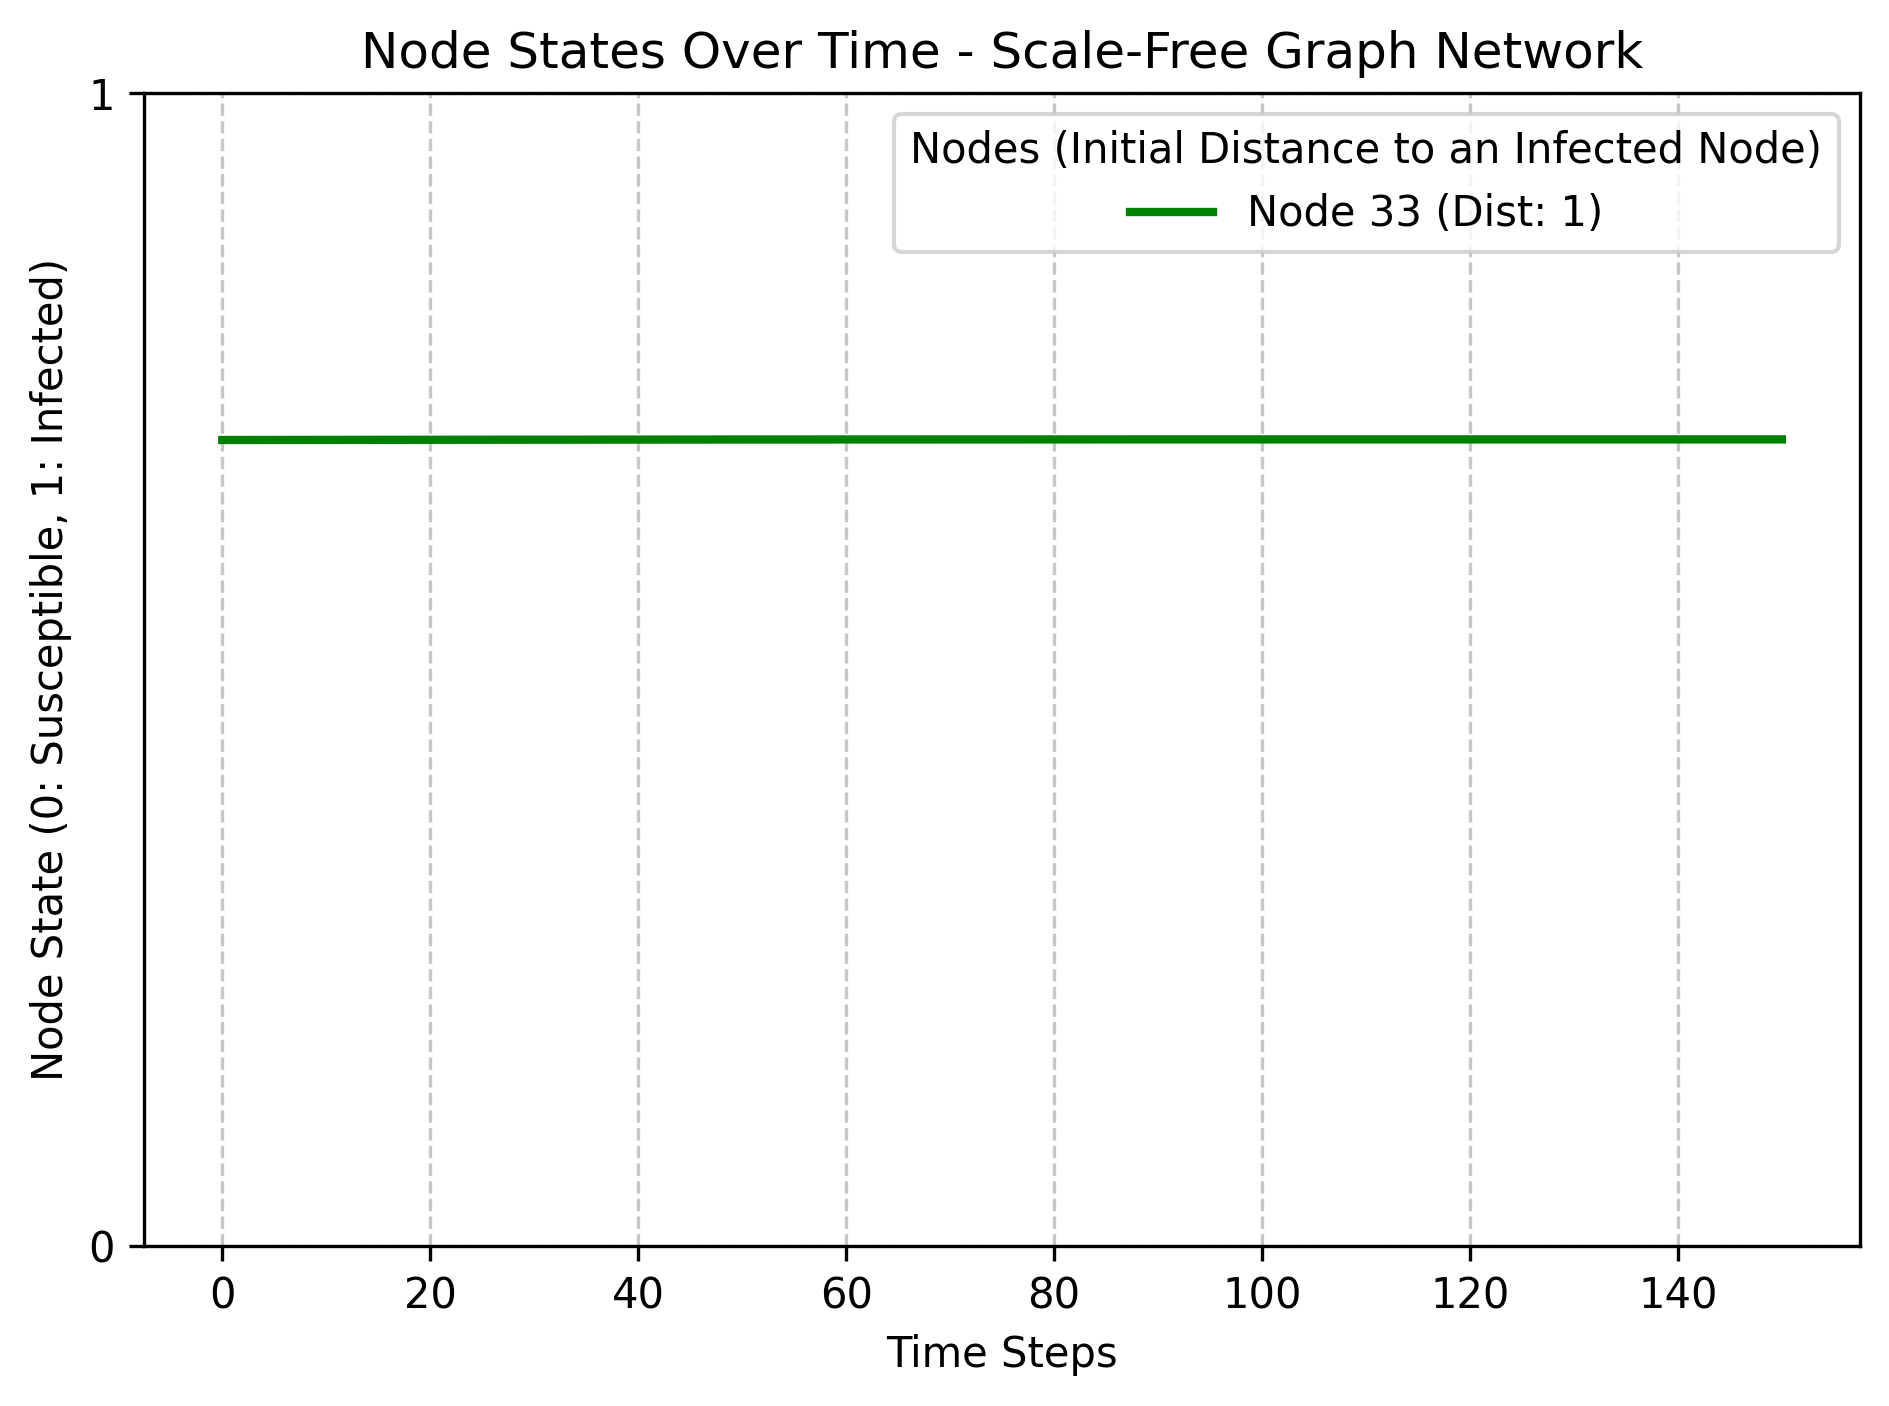 Node States Over Time - Scale-Free Graph Network
1
Nodes (Initial Distance to an Infected Node)
Node 33 (Dist: 1)
Node State (0: Susceptible, 1: Infected)
0
0 20 40 60 80 100 120 140
Time Steps